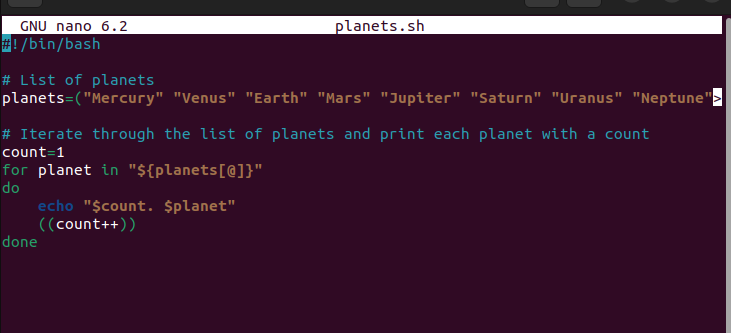 GNU nano 6.2 planets.sh
#!/bin/bash
# List of planets
planets=("Mercury" "Venus" "Earth" "Mars" "Jupiter" "Saturn" "Uranus" "Neptune">
# Iterate through the list of planets and print each planet with a count
count=1
for planet in "${planets[@]}"
do
    echo "$count. $planet"
    ((count++))
done